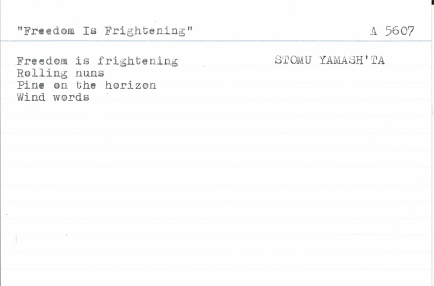 "Freedom Is Frightening" A 5607
Freedom is frightening STOMU YAMASH'TA
Rolling nuns
Pine on the horizon
Wind words